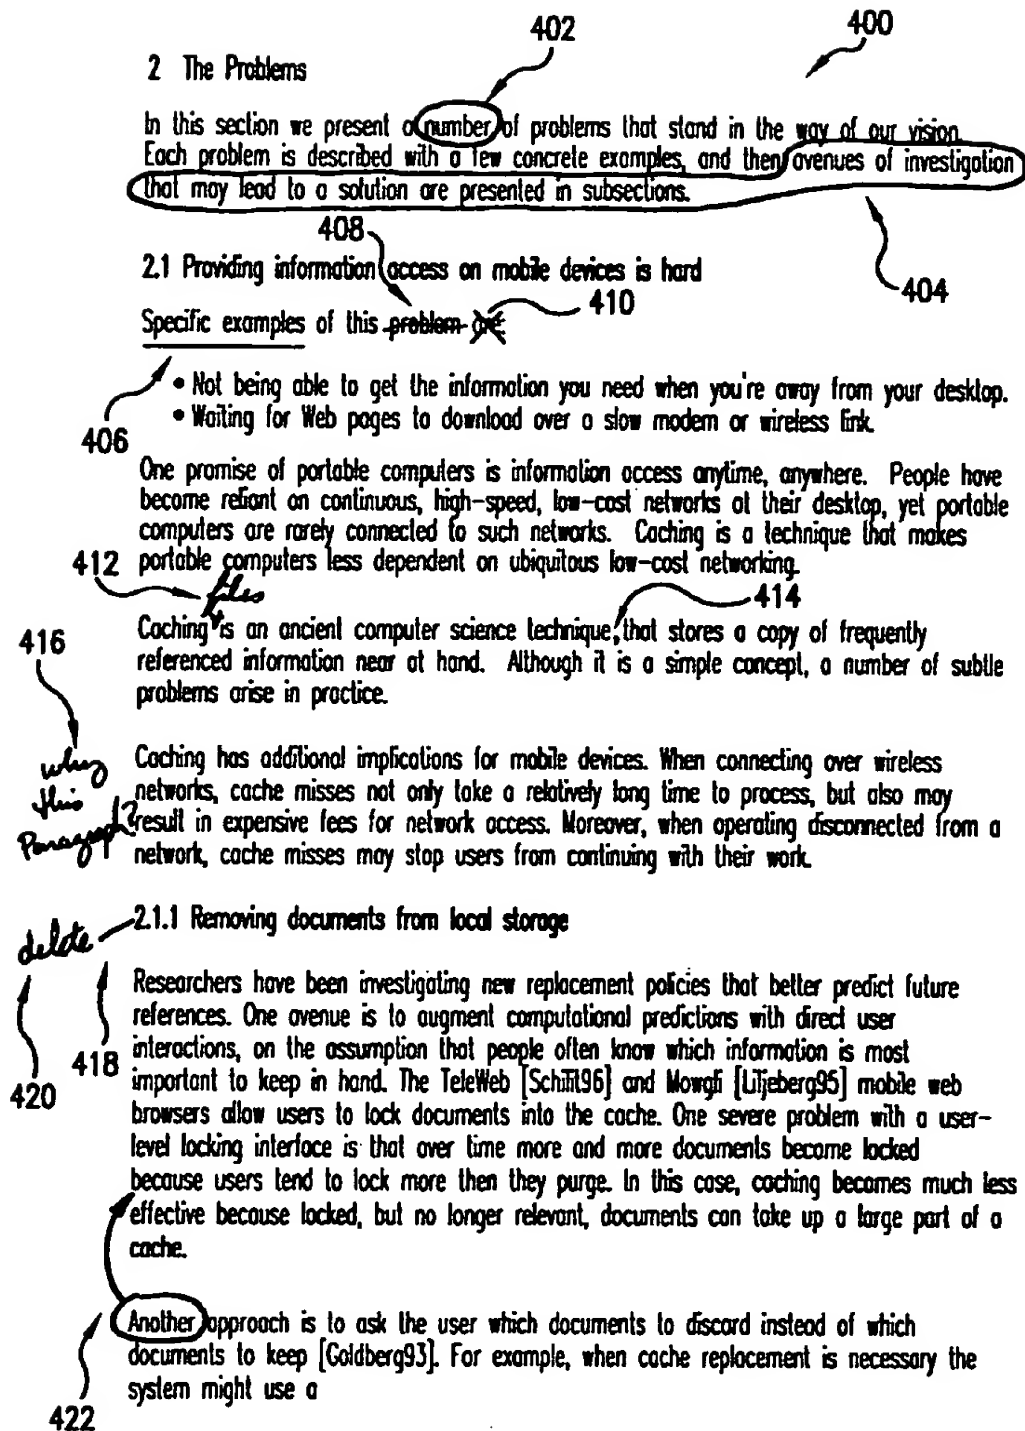 402
400
2 The Problems
In this section we present a number of problems that stand in the way of our vision.
Each problem is described with a few concrete examples, and then avenues of investigation
that may lead to a solution are presented in subsections.
408
404
2.1 Providing information access on mobile devices is hard
410
Specific examples of this problem are:
• Not being able to get the information you need when you're away from your desktop.
• Waiting for Web pages to download over a slow modem or wireless link.
406
One promise of portable computers is information access anytime, anywhere. People have
become reliant on continuous, high-speed, low-cost networks at their desktop, yet portable
computers are rarely connected to such networks. Caching is a technique that makes
412 portable computers less dependent on ubiquitous low-cost networking.
files
414
Caching is an ancient computer science technique, that stores a copy of frequently
416
referenced information near at hand. Although it is a simple concept, a number of subtle
problems arise in practice.
why
this
Paragraph?
Caching has additional implications for mobile devices. When connecting over wireless
networks, cache misses not only take a relatively long time to process, but also may
result in expensive fees for network access. Moreover, when operating disconnected from a
network, cache misses may stop users from continuing with their work.
delete
2.1.1 Removing documents from local storage
Researchers have been investigating new replacement policies that better predict future
references. One avenue is to augment computational predictions with direct user
interactions, on the assumption that people often know which information is most
418
important to keep in hand. The TeleWeb [Schilit96] and Mowgli [Liljeberg95] mobile web
420
browsers allow users to lock documents into the cache. One severe problem with a user-
level locking interface is that over time more and more documents become locked
because users tend to lock more then they purge. In this case, caching becomes much less
effective because locked, but no longer relevant, documents can take up a large part of a
cache.
Another approach is to ask the user which documents to discard instead of which
documents to keep [Goldberg93]. For example, when cache replacement is necessary the
system might use a
422